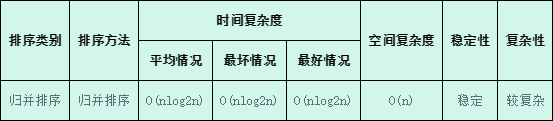 排序类别 排序方法 时间复杂度 空间复杂度 稳定性 复杂性
平均情况 最坏情况 最好情况
归并排序 归并排序 O(nlog2n) O(nlog2n) O(nlog2n) O(n) 稳定 较复杂